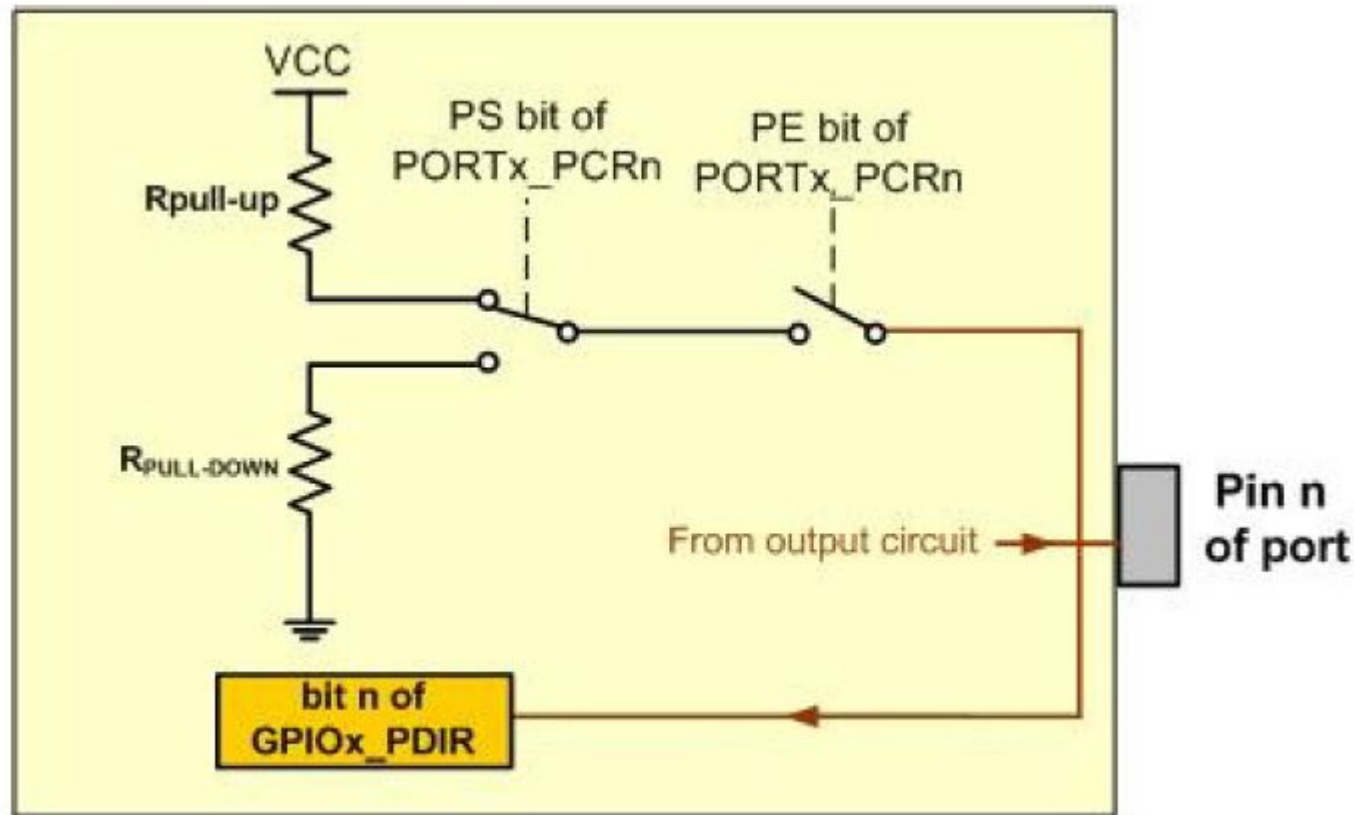 VCC
PS bit of
PORTx_PCRn
PE bit of
PORTx_PCRn
Rpull-up
RPULL-DOWN
From output circuit
Pin n
of port
bit n of
GPIOx_PDIR